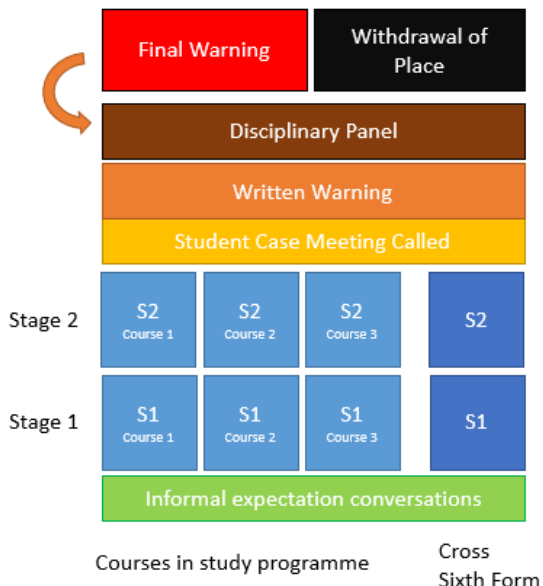 Final Warning
Withdrawal of
Place
Disciplinary Panel
Written Warning
Student Case Meeting Called
Stage 2
S2
Course 1
S2
Course 2
S2
Course 3
S2
Stage 1
S1
Course 1
S1
Course 2
S1
Course 3
S1
Informal expectation conversations
Courses in study programme
Cross
Sixth Form